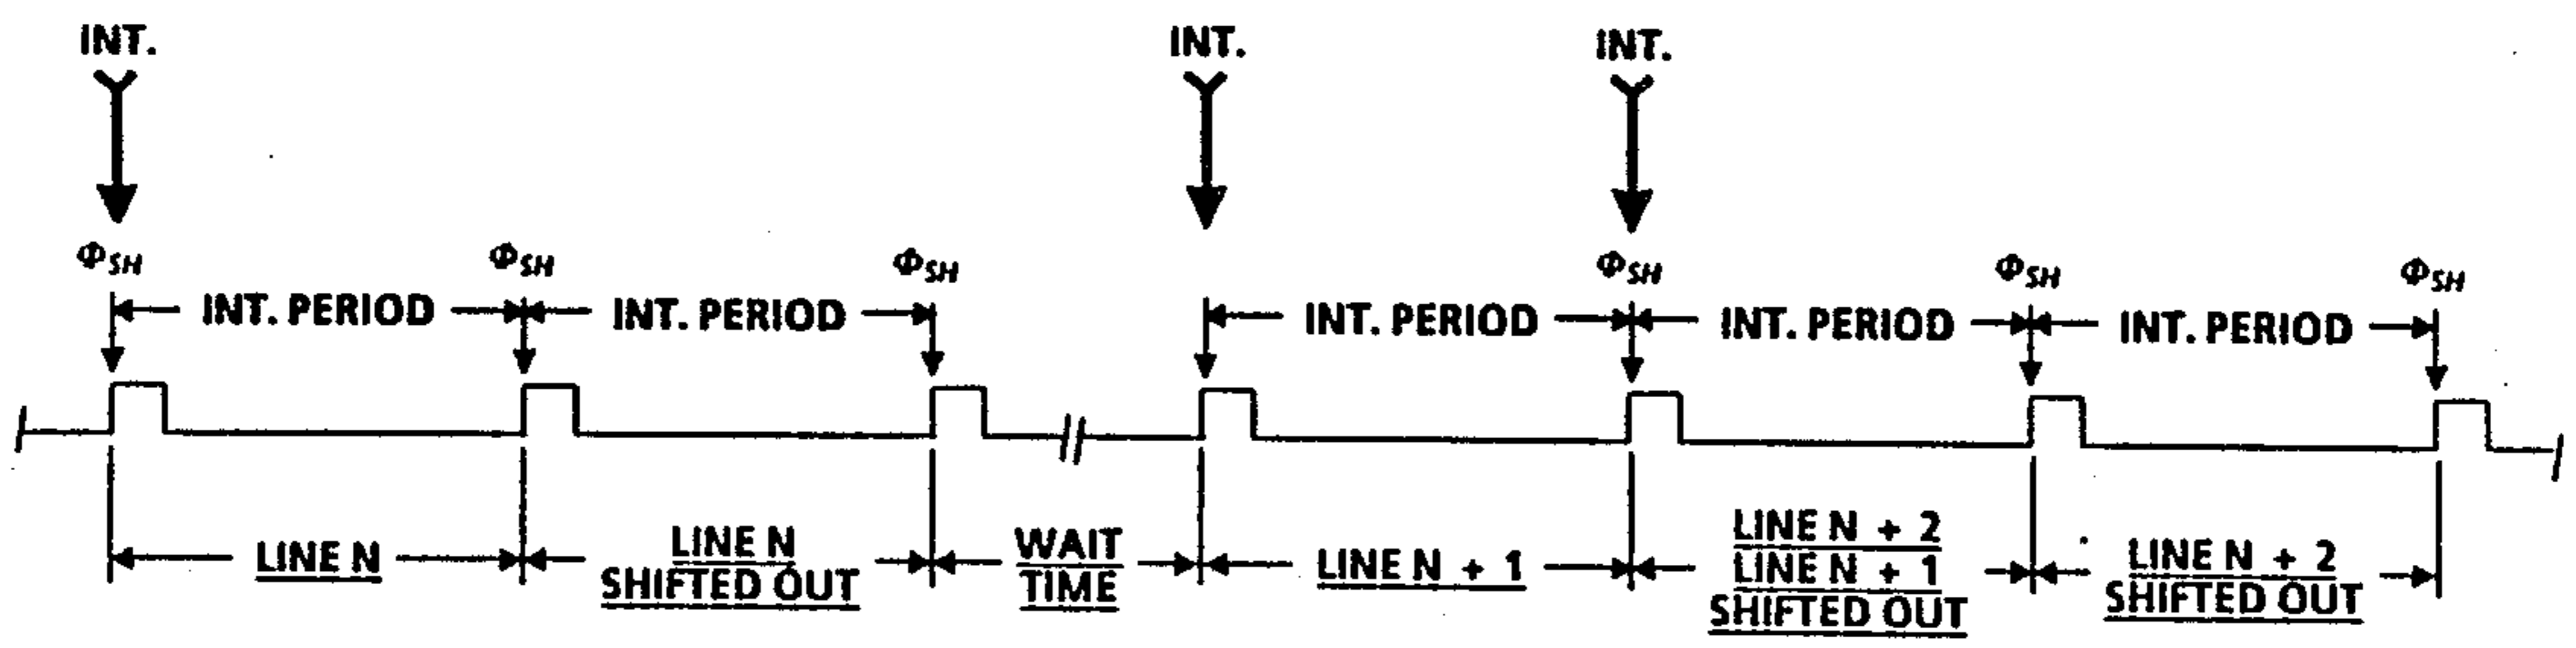 INT. INT. INT.
ΦSH ΦSH ΦSH ΦSH ΦSH ΦSH
INT. PERIOD INT. PERIOD INT. PERIOD INT. PERIOD INT. PERIOD
LINE N
LINE N
SHIFTED OUT
WAIT
TIME
LINE N + 1
LINE N + 2
LINE N + 1
SHIFTED OUT
LINE N + 2
SHIFTED OUT